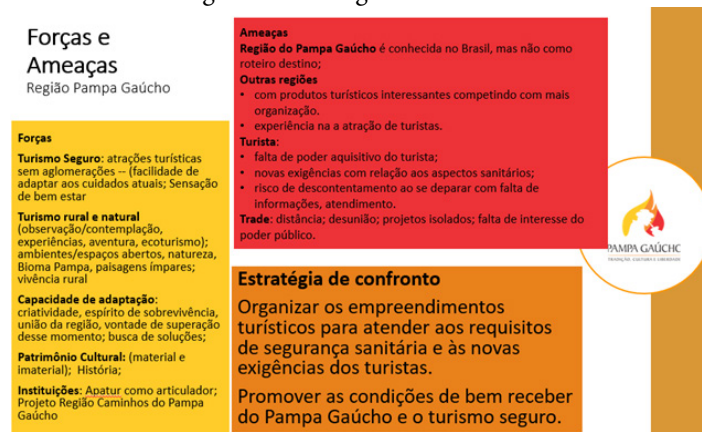 Forças e
Ameaças
Região Pampa Gaúcho
Forças
Turismo Seguro: atrações turísticas
sem aglomerações -- (facilidade de
adaptar aos cuidados atuais; Sensação
de bem estar
Turismo rural e natural
(observação/contemplação,
experiências, aventura, ecoturismo);
ambientes/espaços abertos, natureza,
Bioma Pampa, paisagens ímpares;
vivência rural
Capacidade de adaptação:
criatividade, espírito de sobrevivência,
união da região, vontade de superação
desse momento; busca de soluções;
Patrimônio Cultural: (material e
imaterial); História;
Instituições: Apatur como articulador;
Projeto Região Caminhos do Pampa
Gaúcho
Ameaças
Região do Pampa Gaúcho é conhecida no Brasil, mas não como
roteiro destino;
Outras regiões
• com produtos turísticos interessantes competindo com mais
organização.
• experiência na a atração de turistas.
Turista:
• falta de poder aquisitivo do turista;
• novas exigências com relação aos aspectos sanitários;
• risco de descontentamento ao se deparar com falta de
informações, atendimento.
Trade: distância; desunião; projetos isolados; falta de interesse do
poder público.
Estratégia de confronto
Organizar os empreendimentos
turísticos para atender aos requisitos
de segurança sanitária e às novas
exigências dos turistas.
Promover as condições de bem receber
do Pampa Gaúcho e o turismo seguro.
PAMPA GAÚCHO